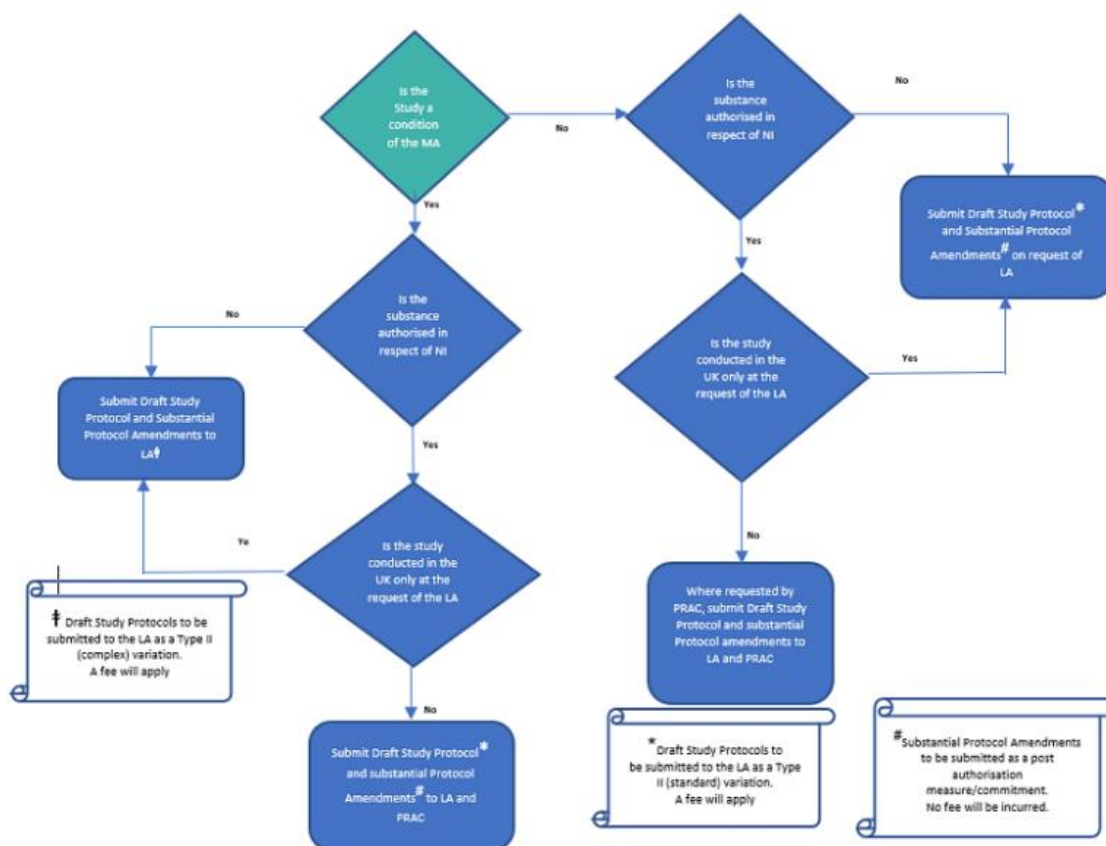 Is the
Study a
condition
of the MA
No
Is the
substance
authorised in
respect of NI
No
Submit Draft Study Protocol*
and Substantial Protocol
Amendments# on request of
LA
Yes
Is the
substance
authorised in
respect of NI
No
Submit Draft Study
Protocol and Substantial
Protocol Amendments to
LAǂ
Yes
Is the study
conducted in the
UK only at the
request of the LA
Yes
Yes
Is the study
conducted in the
UK only at the
request of the LA
Ye
ǂ Draft Study Protocols to be
submitted to the LA as a Type II
(complex) variation.
A fee will apply
No
Submit Draft Study Protocol*
and substantial Protocol
Amendments# to LA and
PRAC
No
Where requested by
PRAC, submit Draft Study
Protocol and substantial
Protocol amendments to
LA and PRAC
*Draft Study Protocols to
be submitted to the LA as a Type
II (standard) variation.
A fee will apply
#Substantial Protocol Amendments
to be submitted as a post
authorisation
measure/commitment.
No fee will be incurred.